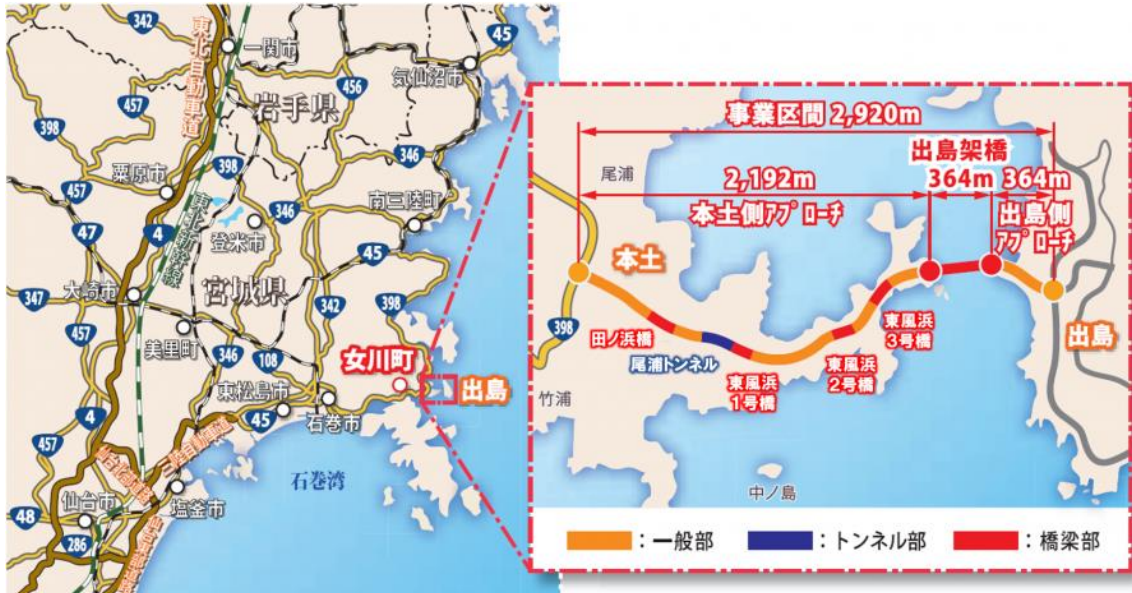 342
東北自動車道
一関市
45
気仙沼市
457
456
398
岩手県
457
398
346
栗原市
東北新幹線
南三陸町
47
4
登米市
346
45
宮城県
347
大崎市
342
398
457
美里町
346
108
女川町
東松島市
出島
4
45
石巻市
457
三陸自動車道
石巻湾
仙台市
塩釜市
48
286
事業区間 2,920m
出島架橋
2,192m
364m
364m
尾浦
本土側アプローチ
出島側
アプローチ
本土
398
田ノ浜橋
尾浦トンネル
東風浜
1号橋
東風浜
2号橋
東風浜
3号橋
出島
竹浦
中ノ島
：一般部
：トンネル部
：橋梁部